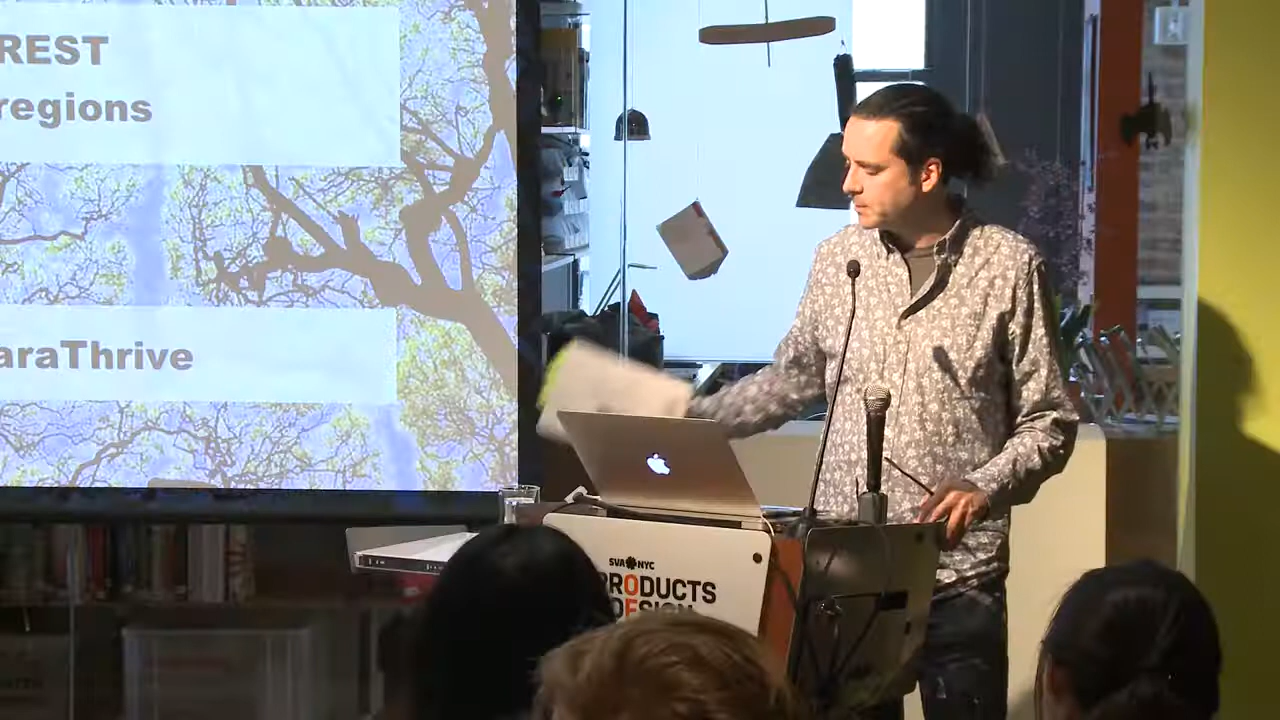 REST
regions
araThrive
SVA NYC
PRODUCTS
OF DESIGN